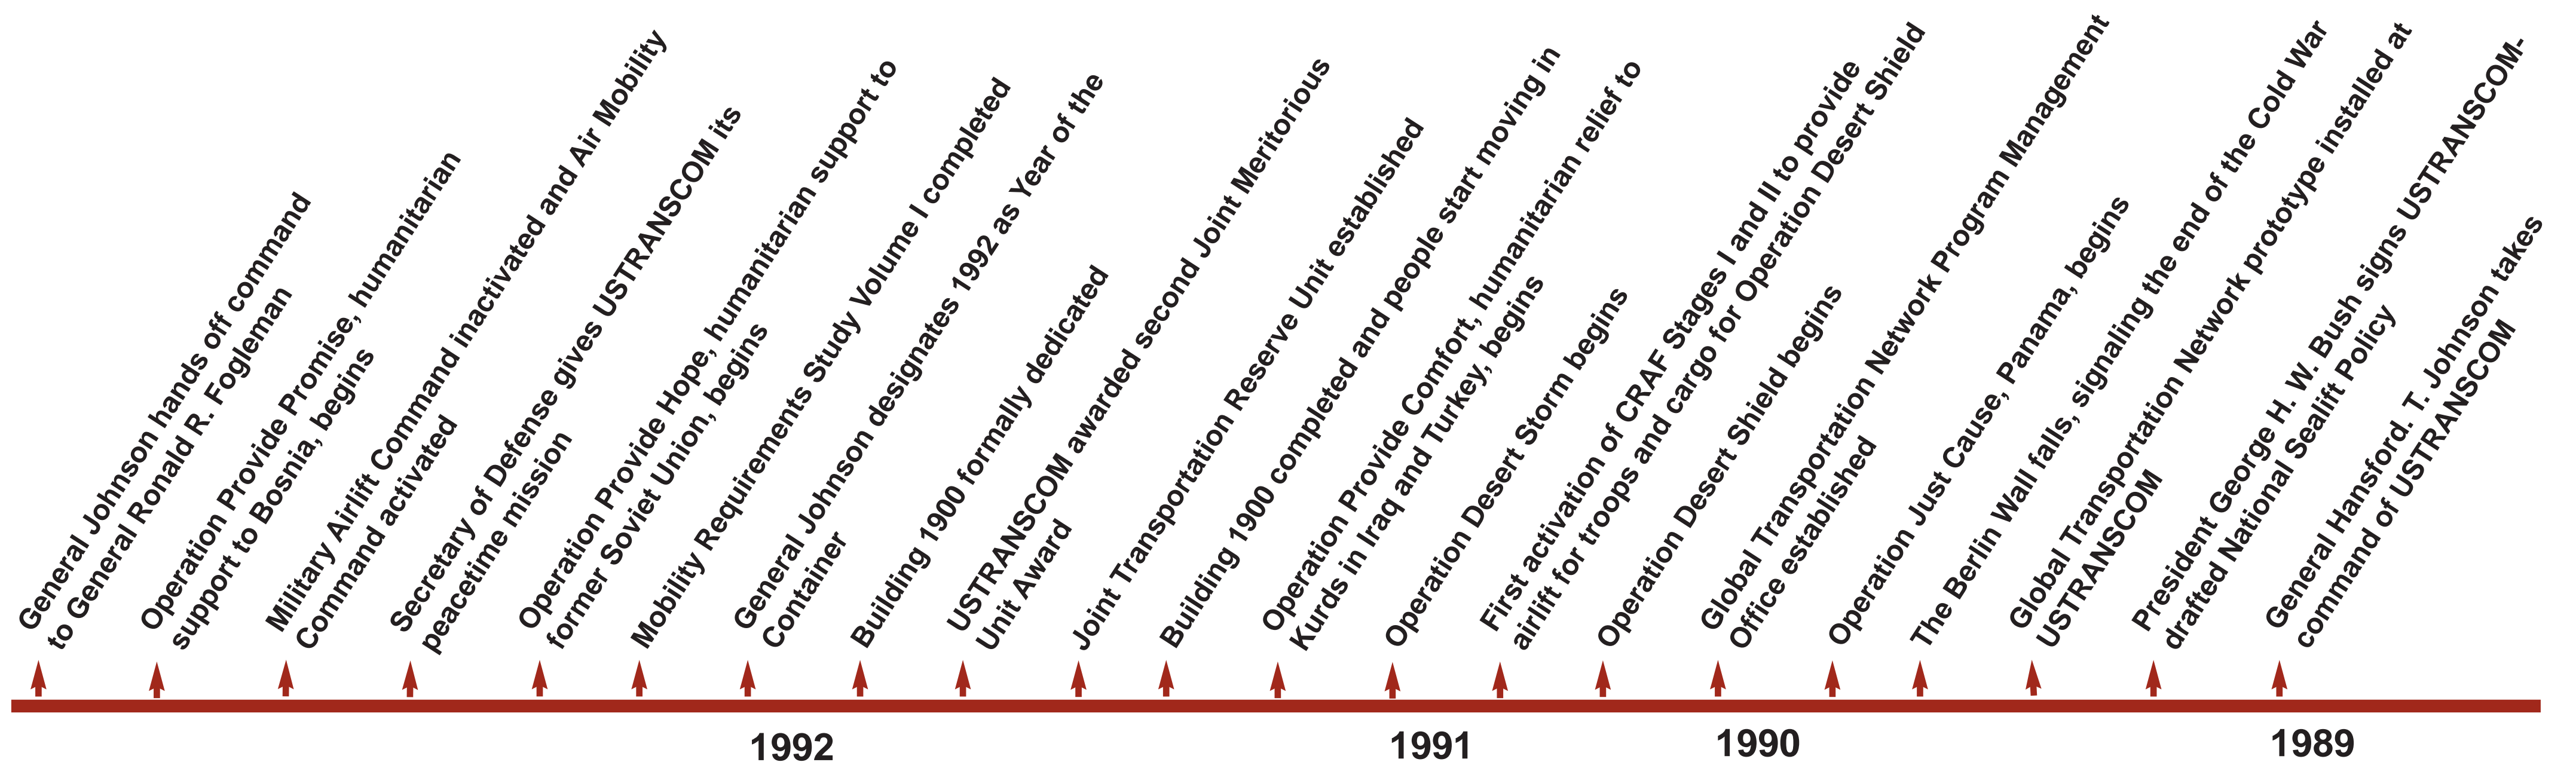 General Johnson hands off command
to General Ronald R. Fogleman
Operation Provide Promise, humanitarian
support to Bosnia, begins
Military Airlift Command inactivated and Air Mobility
Command activated
Secretary of Defense gives USTRANSCOM its
peacetime mission
Operation Provide Hope, humanitarian support to
former Soviet Union, begins
Mobility Requirements Study Volume I completed
General Johnson designates 1992 as Year of the
Container
Building 1900 formally dedicated
USTRANSCOM awarded second Joint Meritorious
Unit Award
Joint Transportation Reserve Unit established
Building 1900 completed and people start moving in
Operation Provide Comfort, humanitarian relief to
Kurds in Iraq and Turkey, begins
Operation Desert Storm begins
First activation of CRAF Stages I and II to provide
airlift for troops and cargo for Operation Desert Shield
Operation Desert Shield begins
Global Transportation Network Program Management
Office established
Operation Just Cause, Panama, begins
The Berlin Wall falls, signaling the end of the Cold War
Global Transportation Network prototype installed at
USTRANSCOM
President George H. W. Bush signs USTRANSCOM-
drafted National Sealift Policy
General Hansford. T. Johnson takes
command of USTRANSCOM
1992
1991
1990
1989